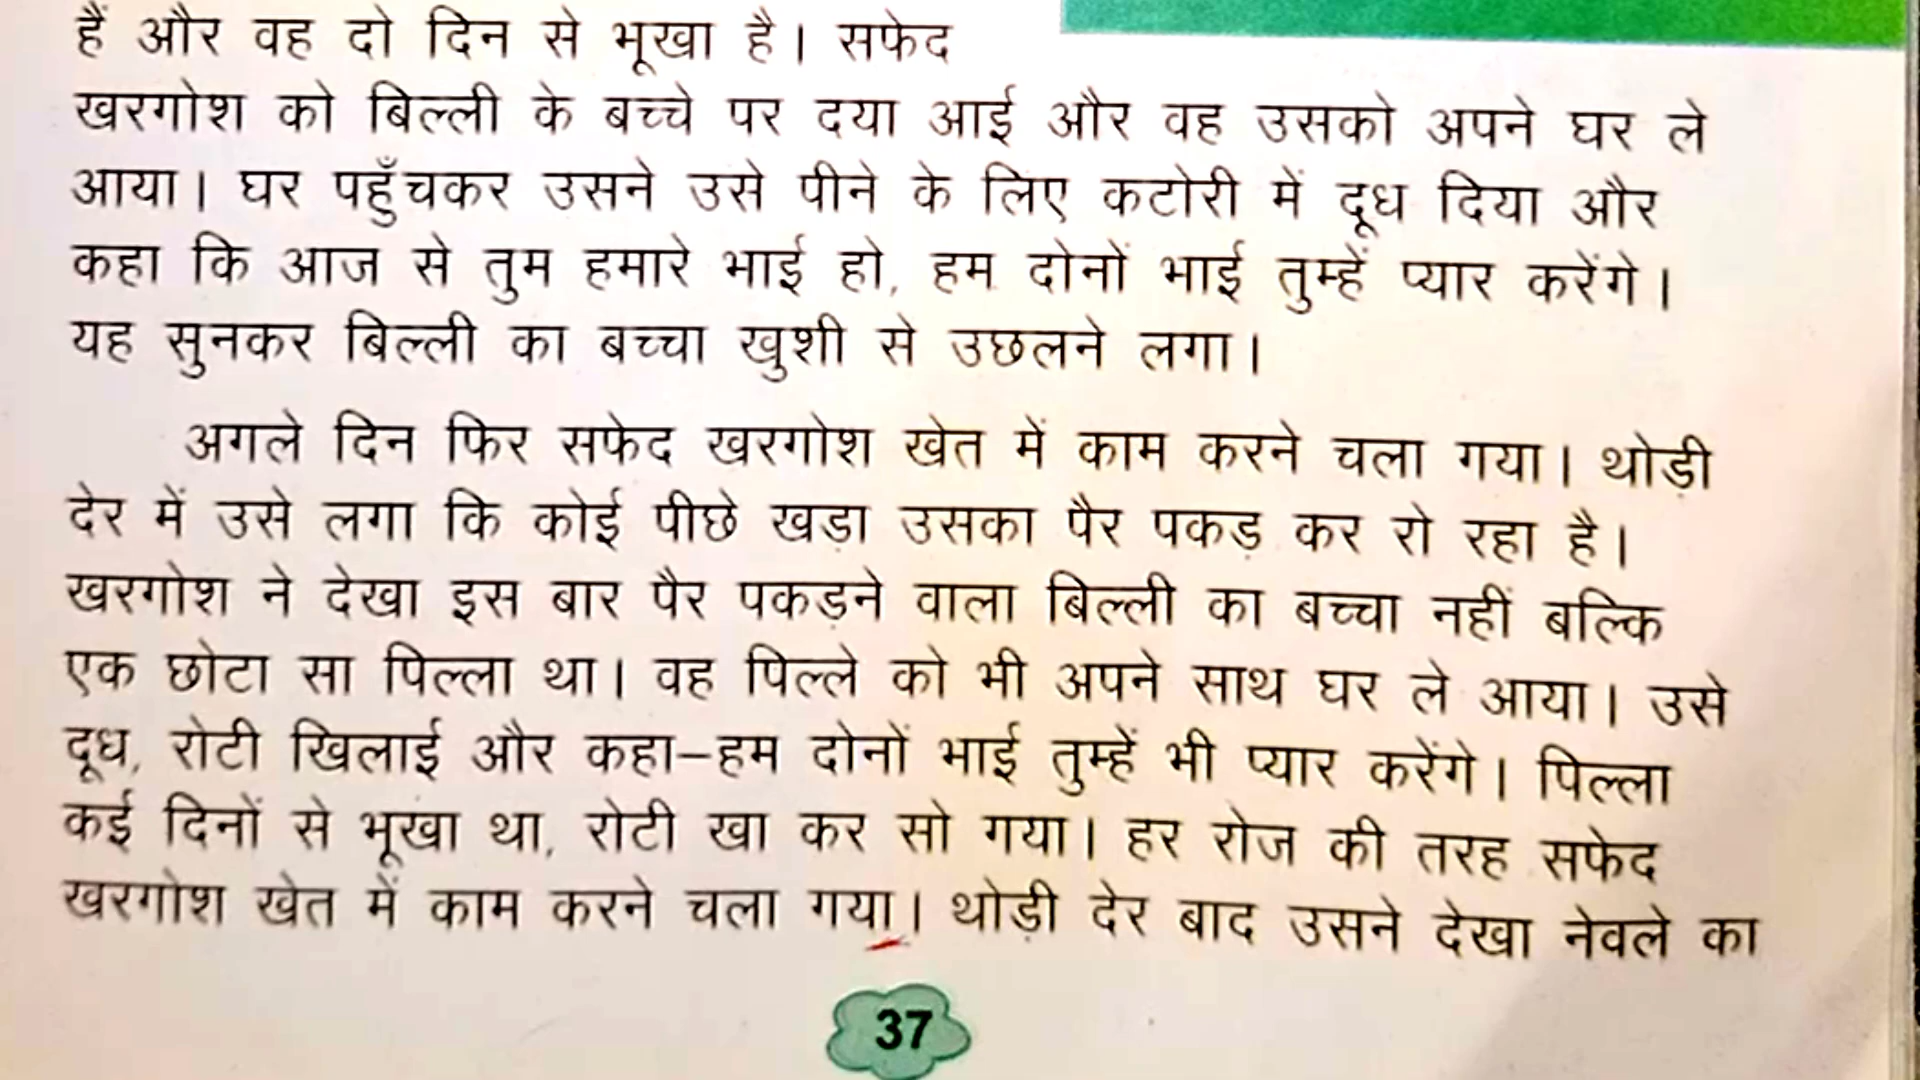 हैं और वह दो दिन से भूखा है। सफेद
खरगोश को बिल्ली के बच्चे पर दया आई और वह उसको अपने घर ले
आया। घर पहुँचकर उसने उसे पीने के लिए कटोरी में दूध दिया और
कहा कि आज से तुम हमारे भाई हो, हम दोनों भाई तुम्हें प्यार करेंगे।
यह सुनकर बिल्ली का बच्चा खुशी से उछलने लगा।
अगले दिन फिर सफेद खरगोश खेत में काम करने चला गया। थोड़ी
देर में उसे लगा कि कोई पीछे खड़ा उसका पैर पकड़ कर रो रहा है।
खरगोश ने देखा इस बार पैर पकड़ने वाला बिल्ली का बच्चा नहीं बल्कि
एक छोटा सा पिल्ला था। वह पिल्ले को भी अपने साथ घर ले आया। उसे
दूध, रोटी खिलाई और कहा–हम दोनों भाई तुम्हें भी प्यार करेंगे। पिल्ला
कई दिनों से भूखा था, रोटी खा कर सो गया। हर रोज की तरह सफेद
खरगोश खेत में काम करने चला गया। थोड़ी देर बाद उसने देखा नेवले का
37